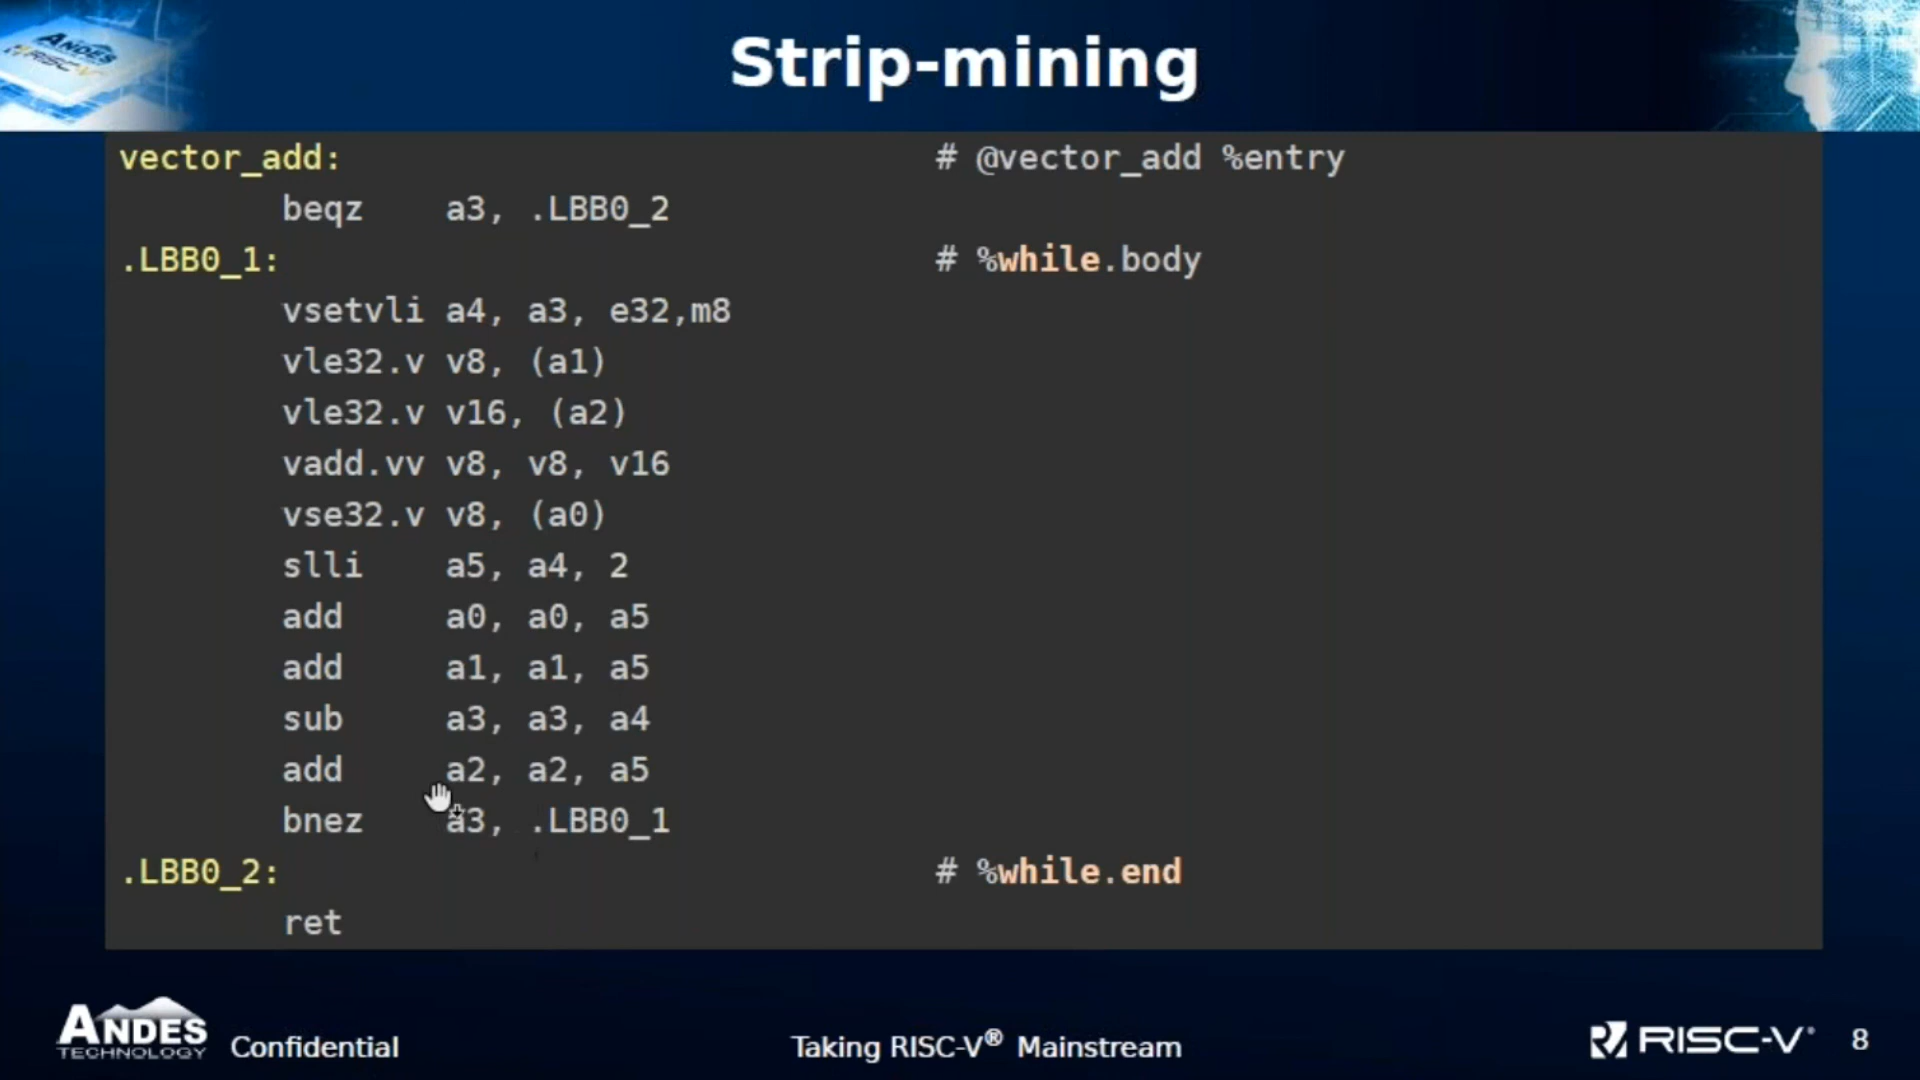 ANDES
RISC-V
Strip-mining
vector_add: # @vector_add %entry
beqz a3, .LBB0_2
.LBB0_1: # %while.body
vsetvli a4, a3, e32,m8
vle32.v v8, (a1)
vle32.v v16, (a2)
vadd.vv v8, v8, v16
vse32.v v8, (a0)
slli a5, a4, 2
add a0, a0, a5
add a1, a1, a5
sub a3, a3, a4
add a2, a2, a5
bnez a3, .LBB0_1
.LBB0_2: # %while.end
ret
ANDES
TECHNOLOGY
Confidential
Taking RISC-V® Mainstream
RISC-V®
8